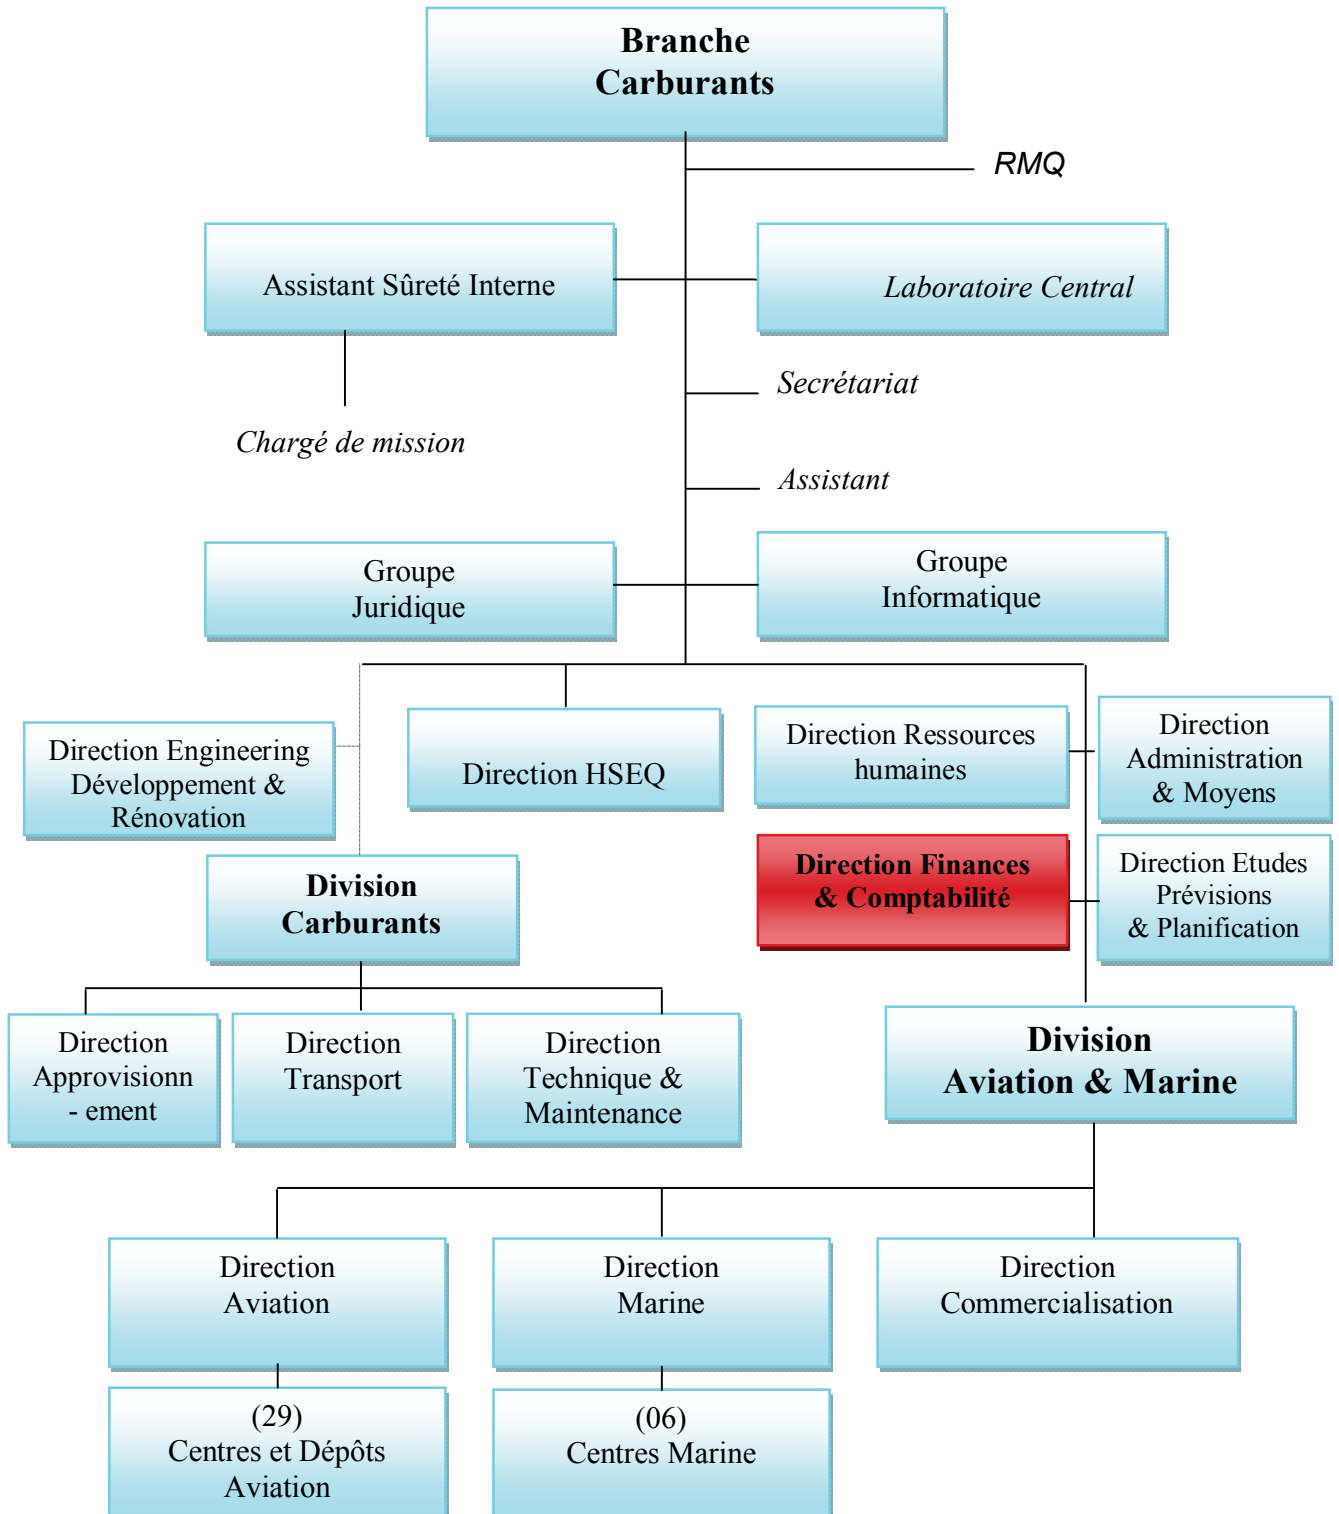 Branche
Carburants
RMQ
Assistant Sûreté Interne
Laboratoire Central
Secrétariat
Chargé de mission
Assistant
Groupe
Juridique
Groupe
Informatique
Direction Engineering
Développement &
Rénovation
Direction HSEQ
Direction Ressources
humaines
Direction
Administration
& Moyens
Division
Carburants
Direction Finances
& Comptabilité
Direction Etudes
Prévisions
& Planification
Direction
Approvisionn
- ement
Direction
Transport
Direction
Technique &
Maintenance
Division
Aviation & Marine
Direction
Aviation
Direction
Marine
Direction
Commercialisation
(29)
Centres et Dépôts
Aviation
(06)
Centres Marine